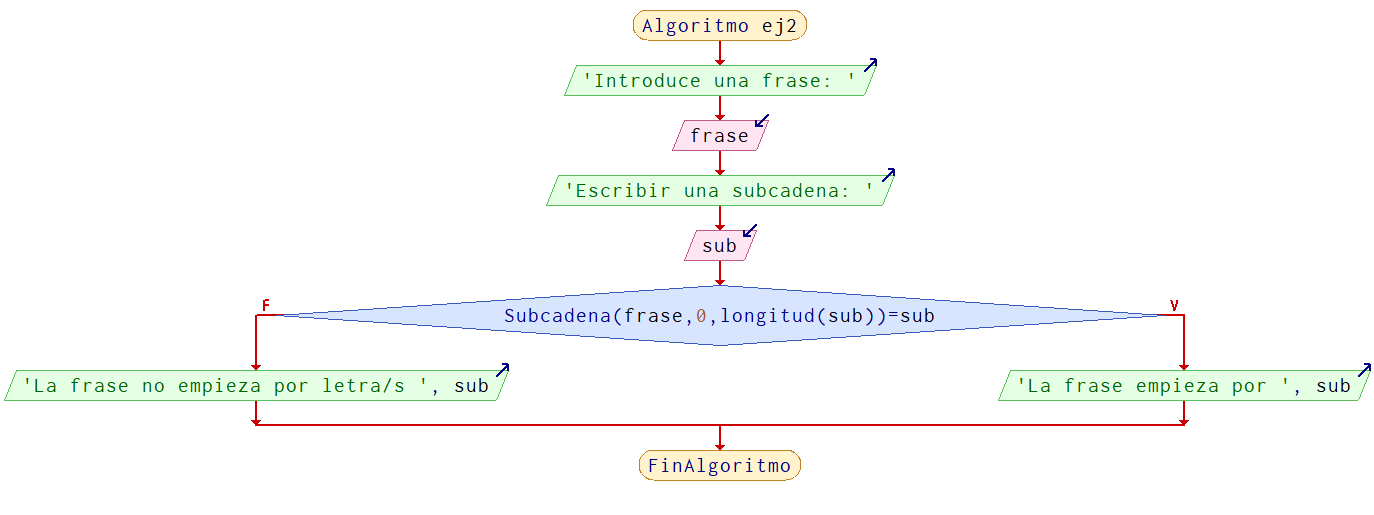 Algoritmo ej2
'Introduce una frase: '
frase
'Escribir una subcadena: '
sub
F
V
Subcadena(frase,0,longitud(sub))=sub
'La frase no empieza por letra/s ', sub
'La frase empieza por ', sub
FinAlgoritmo